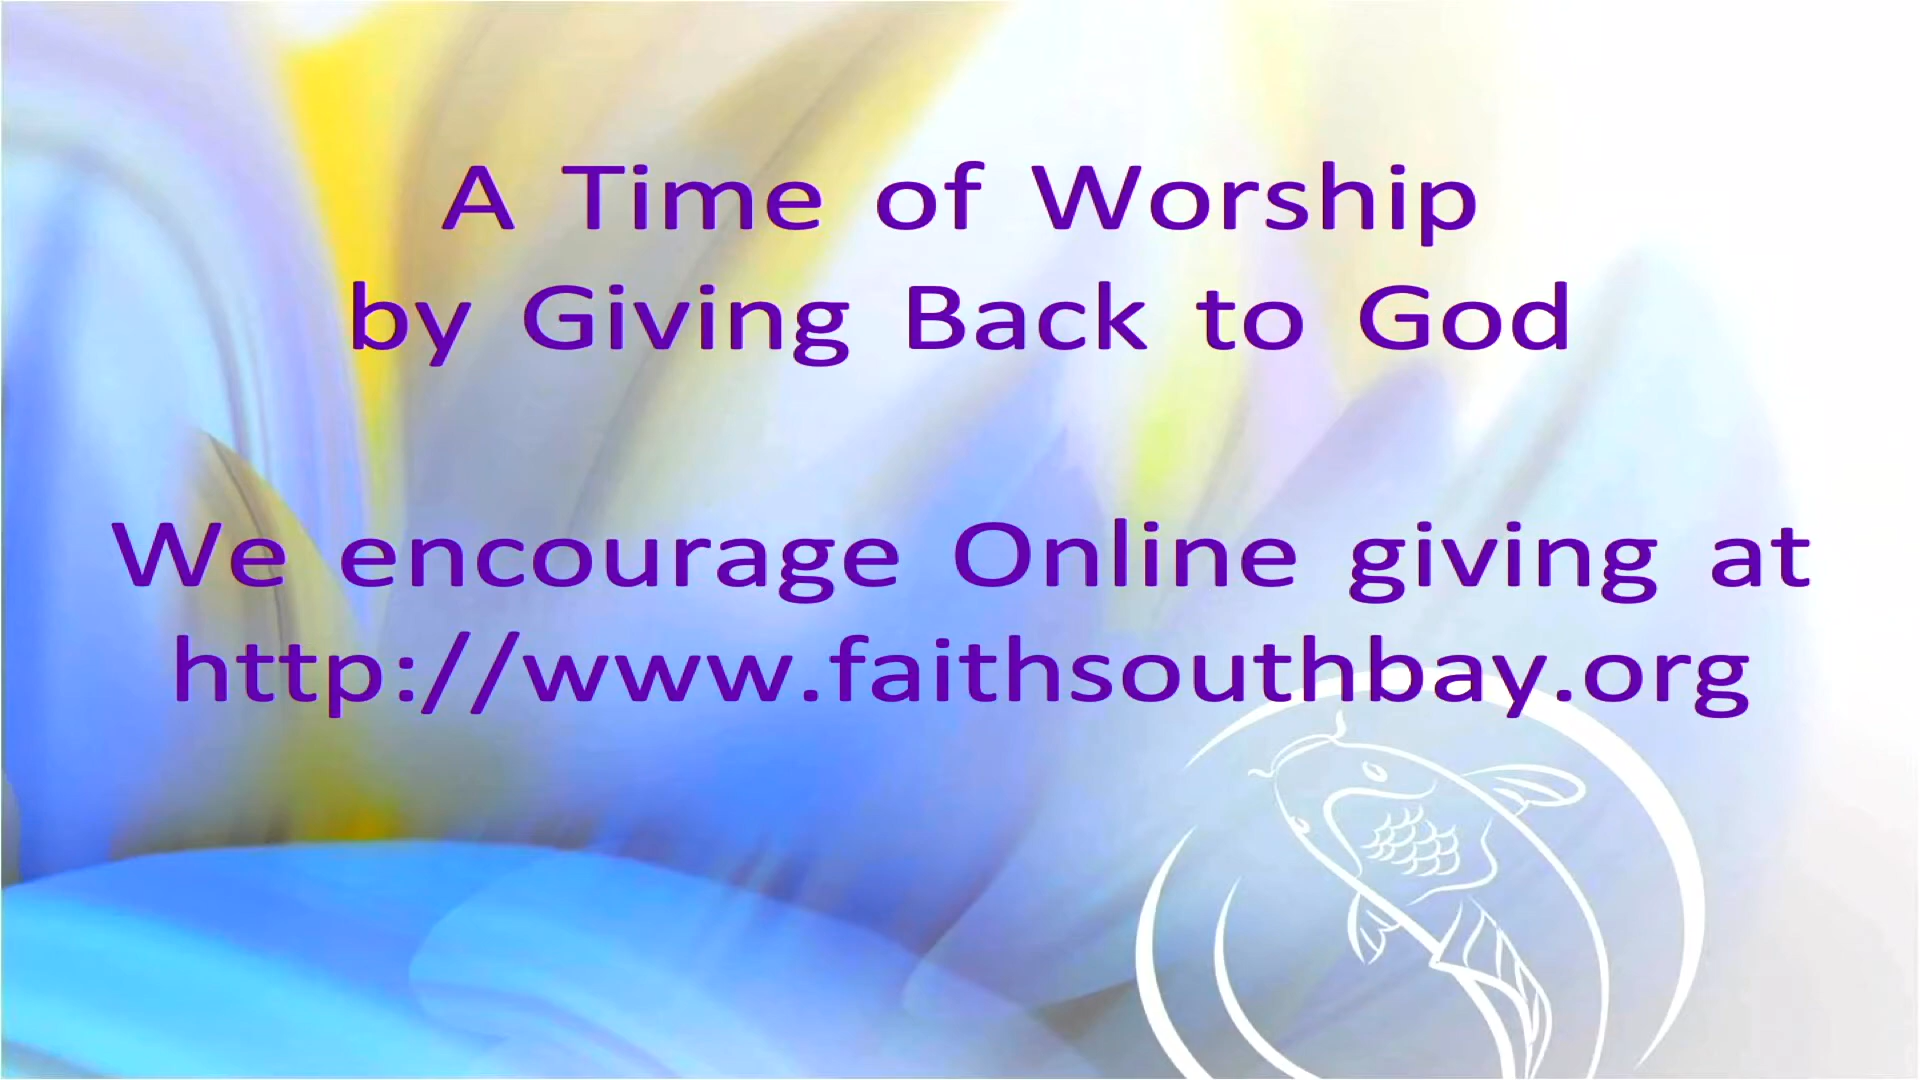 A Time of Worship
by Giving Back to God
We encourage Online giving at
http://www.faithsouthbay.org